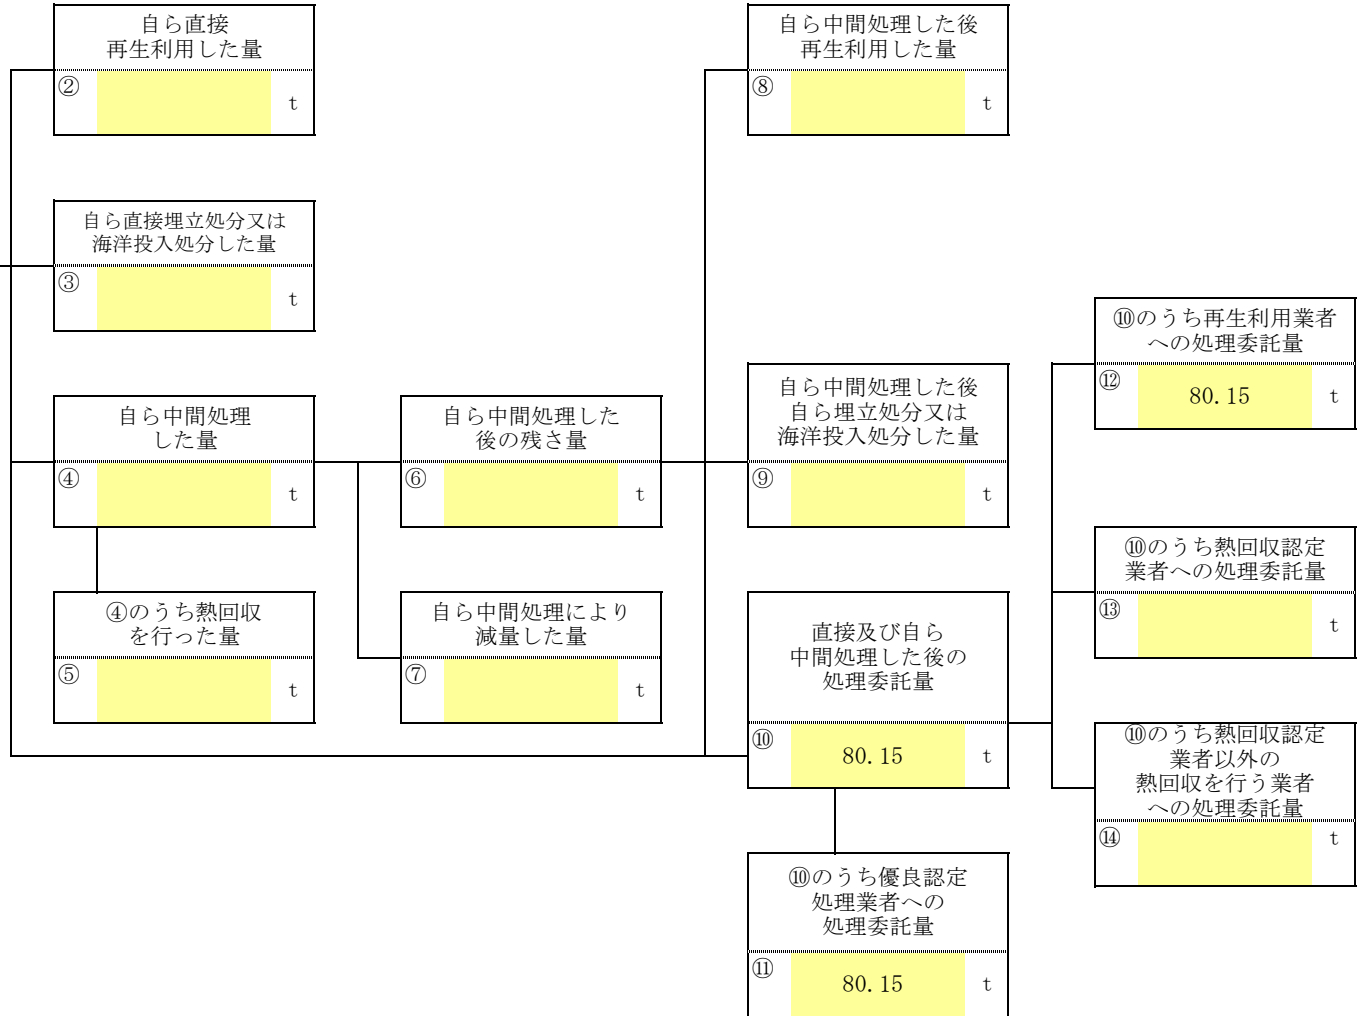 自ら直接
再生利用した量
②
t
自ら直接埋立処分又は
海洋投入処分した量
③
t
自ら中間処理
した量
④
t
④のうち熱回収
を行った量
⑤
t
自ら中間処理した
後の残さ量
⑥
t
自ら中間処理により
減量した量
⑦
t
自ら中間処理した後
再生利用した量
⑧
t
自ら中間処理した後
自ら埋立処分又は
海洋投入処分した量
⑨
t
直接及び自ら
中間処理した後の
処理委託量
⑩
80.15 t
⑩のうち優良認定
処理業者への
処理委託量
⑪
80.15 t
⑩のうち再生利用業者
への処理委託量
⑫
80.15 t
⑩のうち熱回収認定
業者への処理委託量
⑬
t
⑩のうち熱回収認定
業者以外の
熱回収を行う業者
への処理委託量
⑭
t